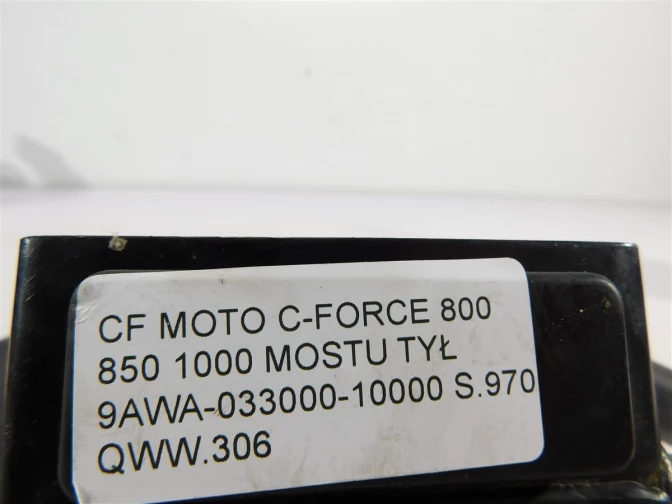 CF MOTO C-FORCE 800
850 1000 MOSTU TYŁ
9AWA-033000-10000 S.970
QWW.306